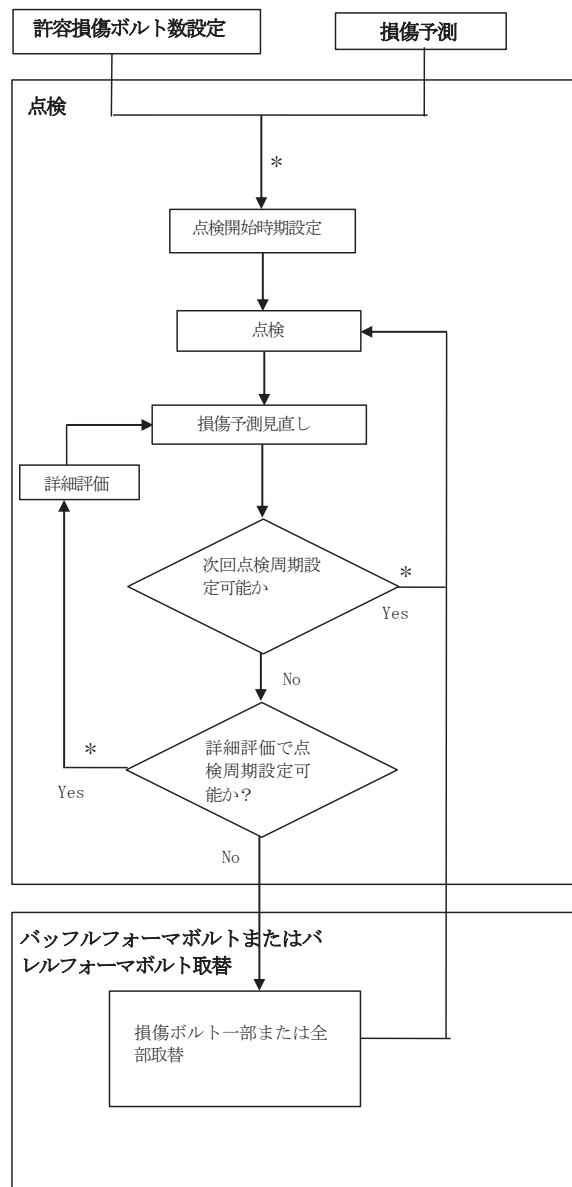 許容損傷ボルト数設定
損傷予測
点検
*
点検開始時期設定
点検
損傷予測見直し
詳細評価
次回点検周期設
定可能か
*
Yes
No
詳細評価で点
検周期設定可
能か?
*
Yes
No
バッフルフォーマボルトまたはバ
レルフォーマボルト取替
損傷ボルト一部または全
部取替